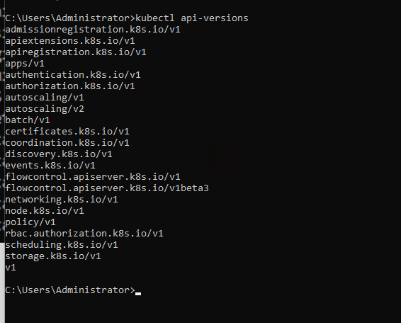 C:\Users\Administrator>kubectl api-versions
admissionregistration.k8s.io/v1
apiextensions.k8s.io/v1
apiregistration.k8s.io/v1
apps/v1
authentication.k8s.io/v1
authorization.k8s.io/v1
autoscaling/v1
autoscaling/v2
batch/v1
certificates.k8s.io/v1
coordination.k8s.io/v1
discovery.k8s.io/v1
events.k8s.io/v1
flowcontrol.apiserver.k8s.io/v1
flowcontrol.apiserver.k8s.io/v1beta3
networking.k8s.io/v1
node.k8s.io/v1
policy/v1
rbac.authorization.k8s.io/v1
scheduling.k8s.io/v1
storage.k8s.io/v1
v1
C:\Users\Administrator>